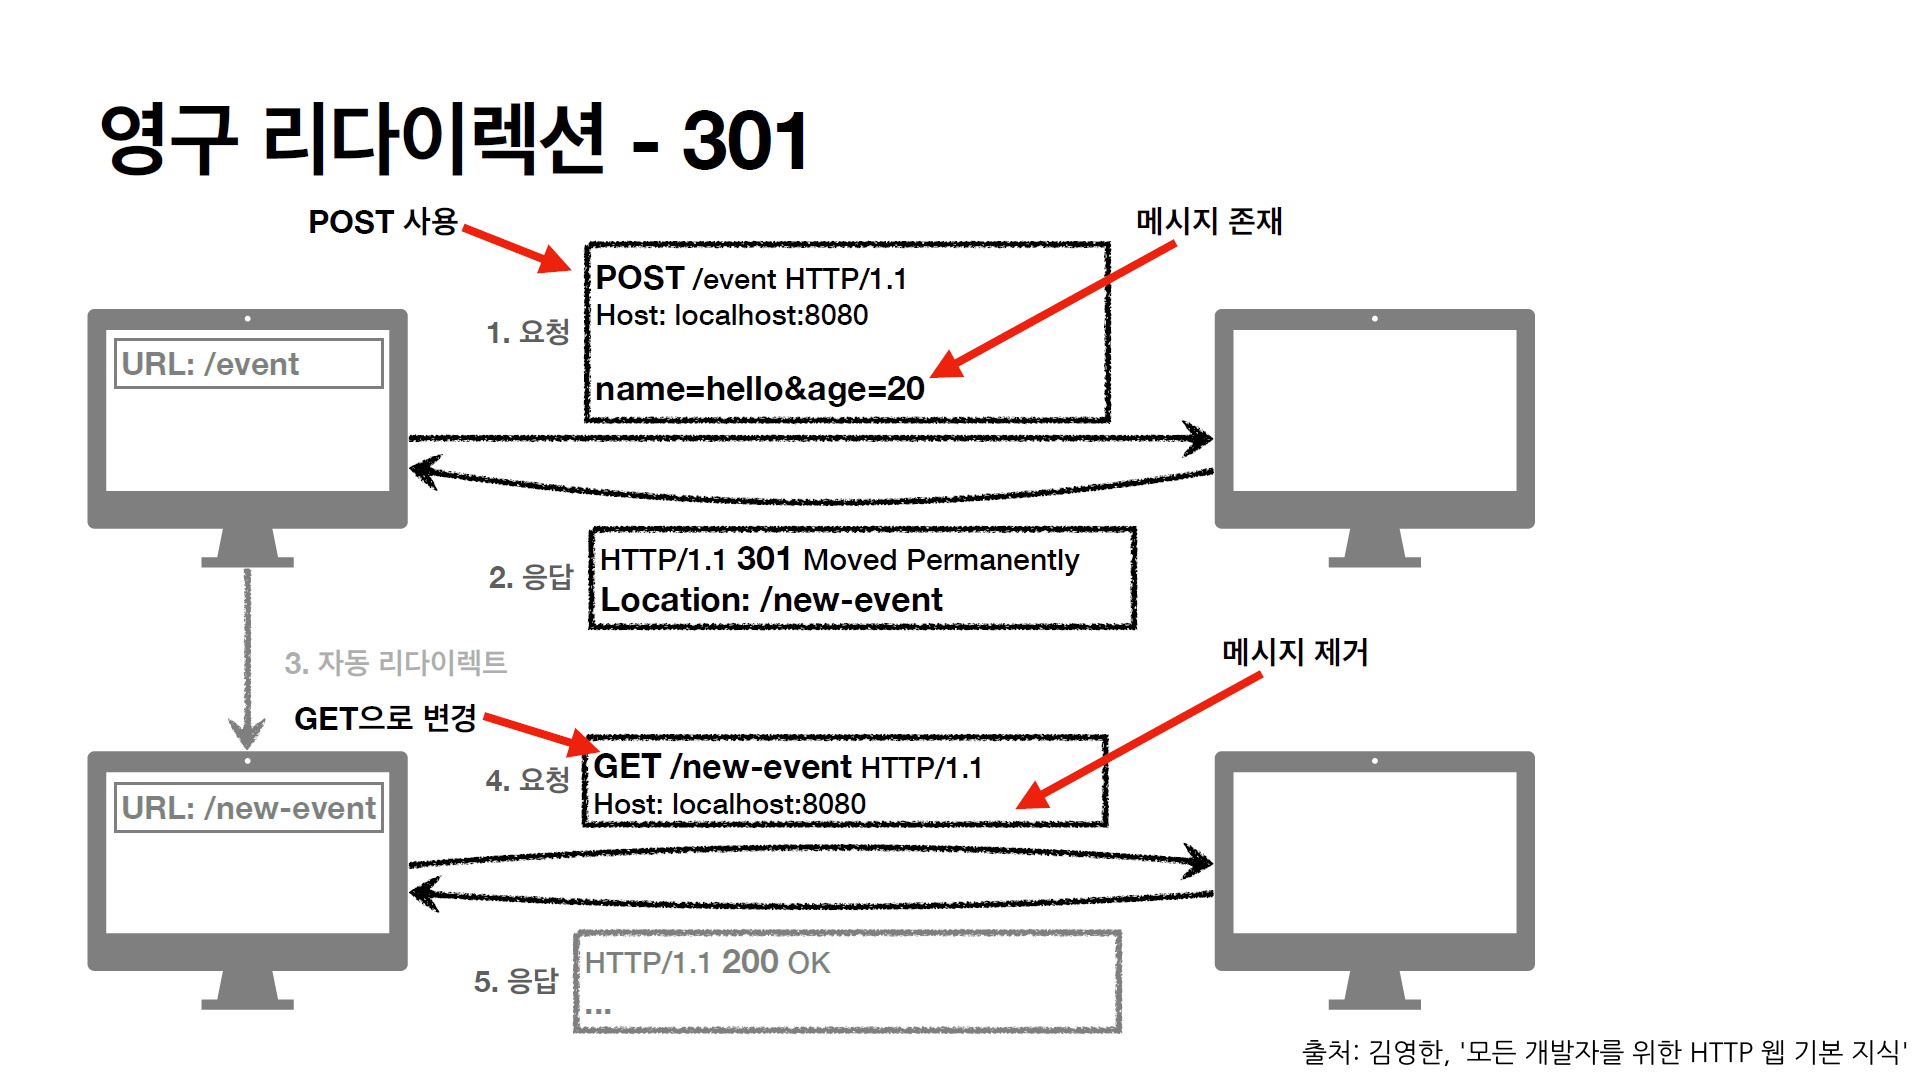 영구 리다이렉션 - 301
POST 사용
메시지 존재
POST /event HTTP/1.1
Host: localhost:8080
name=hello&age=20
1. 요청
URL: /event
2. 응답
HTTP/1.1 301 Moved Permanently
Location: /new-event
3. 자동 리다이렉트
메시지 제거
GET으로 변경
4. 요청
GET /new-event HTTP/1.1
Host: localhost:8080
URL: /new-event
5. 응답
HTTP/1.1 200 OK
...
출처: 김영한, '모든 개발자를 위한 HTTP 웹 기본 지식'